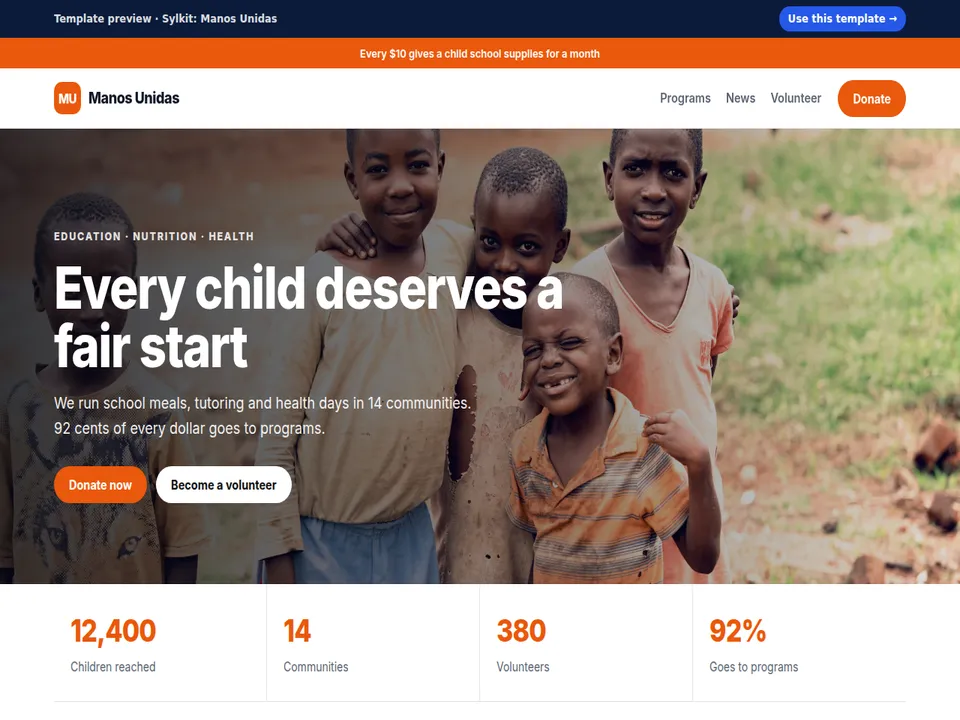 Template preview · Sylkit: Manos Unidas
Use this template →
Every $10 gives a child school supplies for a month
MU
Manos Unidas
Programs
News
Volunteer
Donate
EDUCATION · NUTRITION · HEALTH
Every child deserves a
fair start
We run school meals, tutoring and health days in 14 communities.
92 cents of every dollar goes to programs.
Donate now
Become a volunteer
12,400
Children reached
14
Communities
380
Volunteers
92%
Goes to programs